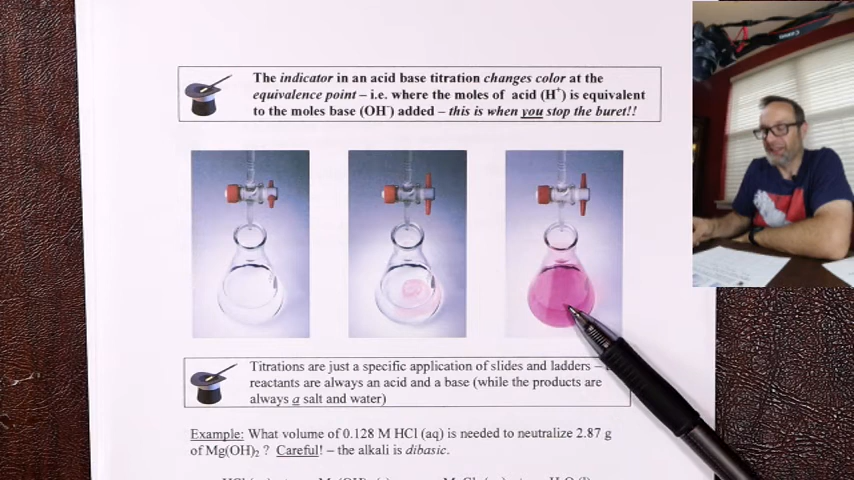 The indicator in an acid base titration changes color at the
equivalence point – i.e. where the moles of acid (H⁺) is equivalent
to the moles base (OH⁻) added – this is when you stop the buret!!
Titrations are just a specific application of slides and ladders –
reactants are always an acid and a base (while the products are
always a salt and water)
Example: What volume of 0.128 M HCl (aq) is needed to neutralize 2.87 g
of Mg(OH)₂ ? Careful! – the alkali is dibasic.